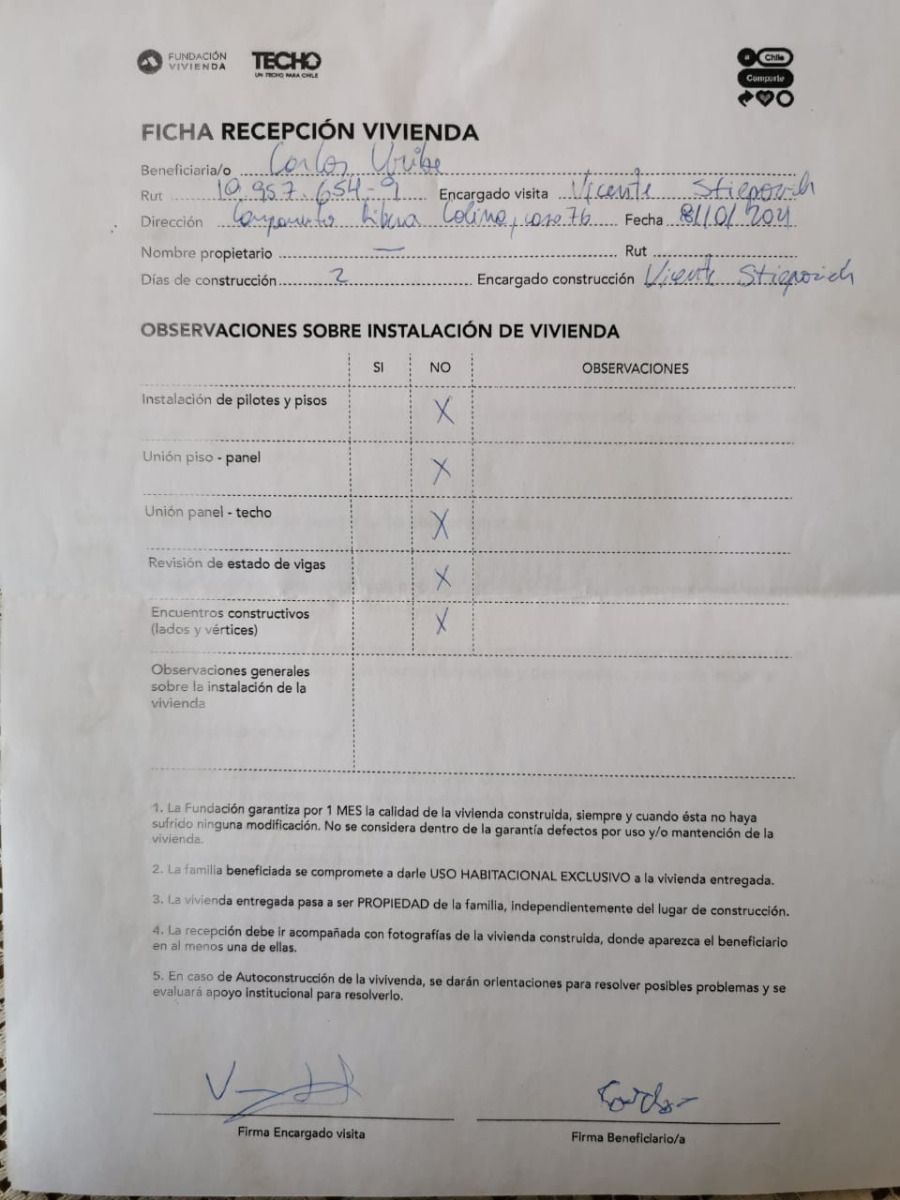 FUNDACIÓN
VIVIENDA
TECHO
UN TECHO PARA CHILE
Chile
Comparte
FICHA RECEPCIÓN VIVIENDA
Beneficiaria/o Carlos Uribe
Rut 10.957.654-9 Encargado visita Vicente Stiepovich
Dirección Campamento Ribera Colina, casa 76 Fecha
Nombre propietario — Rut
Días de construcción 2 Encargado construcción Vicente Stiepovich
OBSERVACIONES SOBRE INSTALACIÓN DE VIVIENDA
SI NO OBSERVACIONES
Instalación de pilotes y pisos X
Unión piso - panel X
Unión panel - techo X
Revisión de estado de vigas X
Encuentros constructivos X
(lados y vértices)
Observaciones generales
sobre la instalación de la
vivienda
1. La Fundación garantiza por 1 MES la calidad de la vivienda construida, siempre y cuando ésta no haya
sufrido ninguna modificación. No se considera dentro de la garantía defectos por uso y/o mantención de la
vivienda.
2. La familia beneficiada se compromete a darle USO HABITACIONAL EXCLUSIVO a la vivienda entregada.
3. La vivienda entregada pasa a ser PROPIEDAD de la familia, independientemente del lugar de construcción.
4. La recepción debe ir acompañada con fotografías de la vivienda construida, donde aparezca el beneficiario
en al menos una de ellas.
5. En caso de Autoconstrucción de la vivivenda, se darán orientaciones para resolver posibles problemas y se
evaluará apoyo institucional para resolverlo.
Firma Encargado visita Firma Beneficiario/a